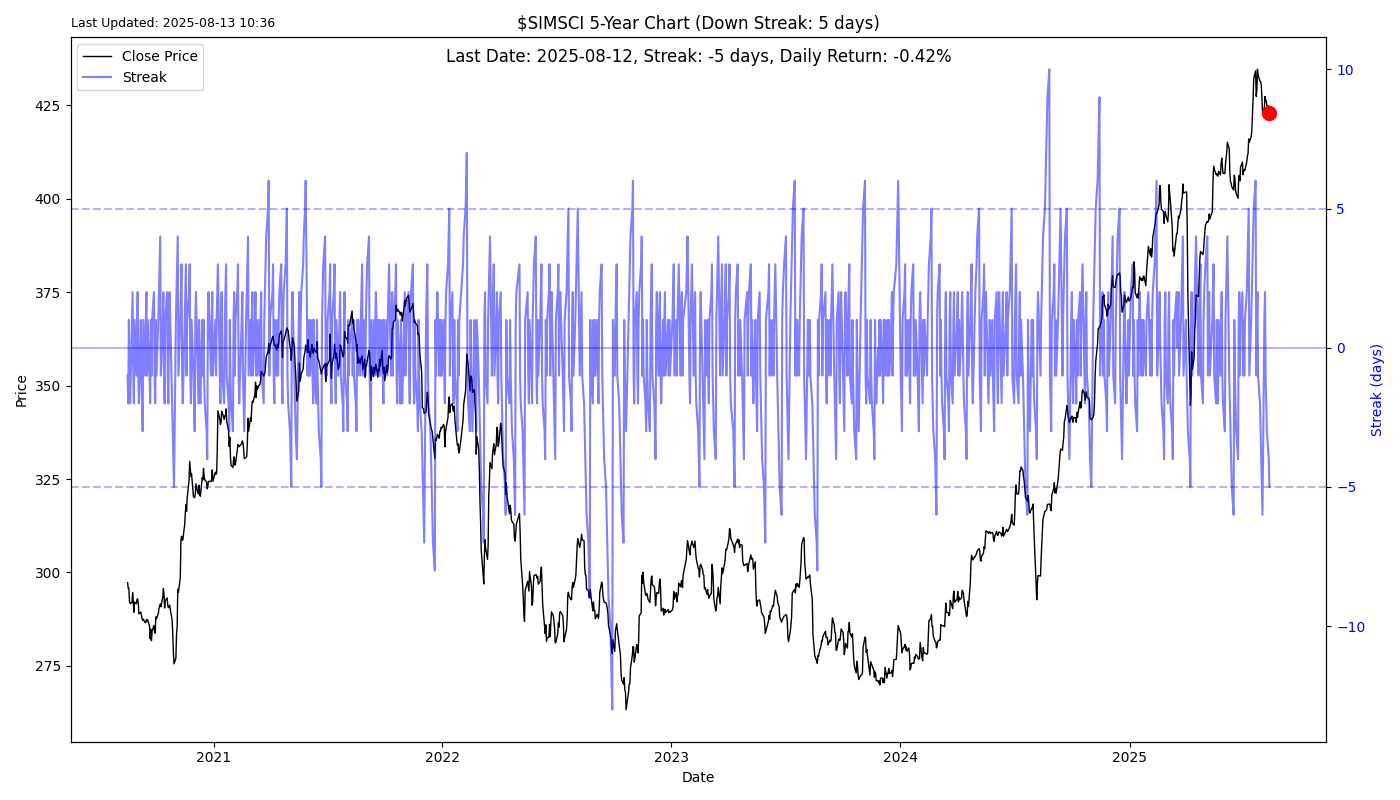 Last Updated: 2025-08-13 10:36
$SIMSCI 5-Year Chart (Down Streak: 5 days)
Last Date: 2025-08-12, Streak: -5 days, Daily Return: -0.42%
Close Price
Streak
425
400
375
350
325
300
275
Price
10
5
0
−5
−10
Streak (days)
2021
2022
2023
2024
2025
Date